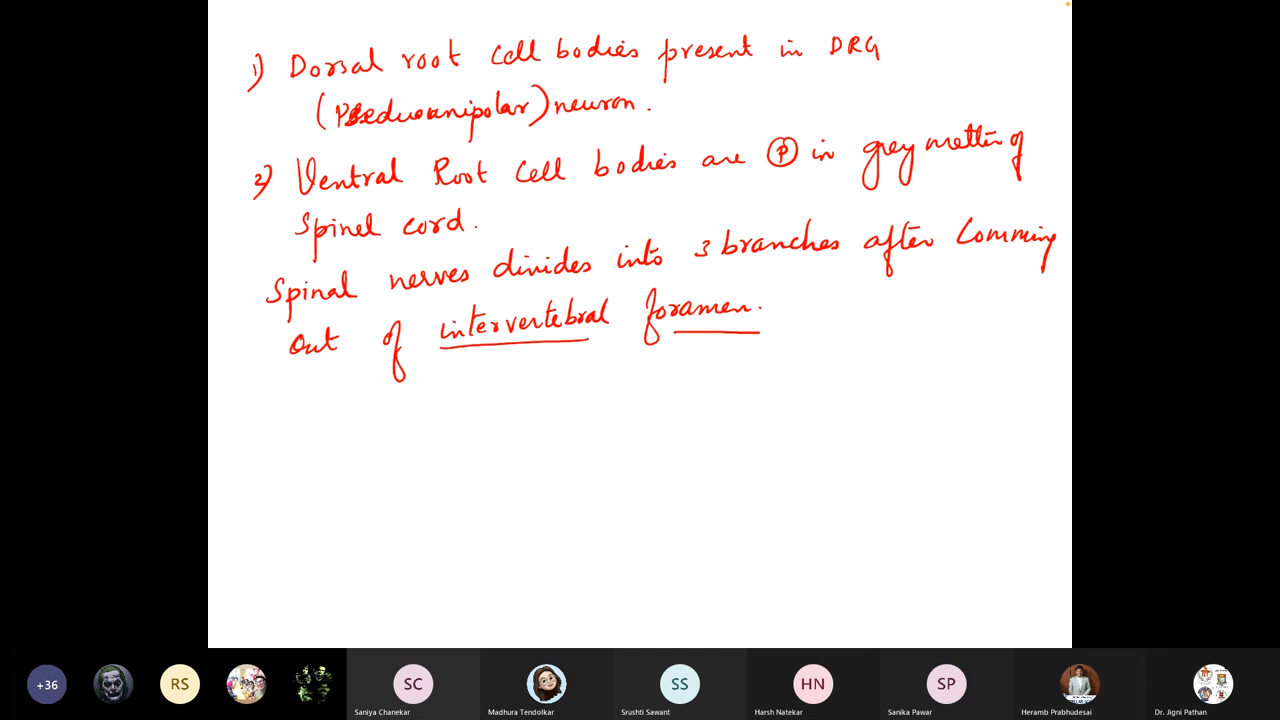 1) Dorsal root cell bodies present in DRG
(Pseduounipolar) neuron.
2) Ventral Root cell bodies are Ⓟ in grey matter of
Spinel cord.
Spinal nerves divides into 3 branches after Comming
out of intervertebral foramen.
+36
RS
SC
SS
HN
SP
Saniya Chanekar
Madhura Tendolkar
Srushti Sawant
Harsh Natekar
Sanika Pawar
Heramb Prabhudesai
Dr. Jigni Pathan